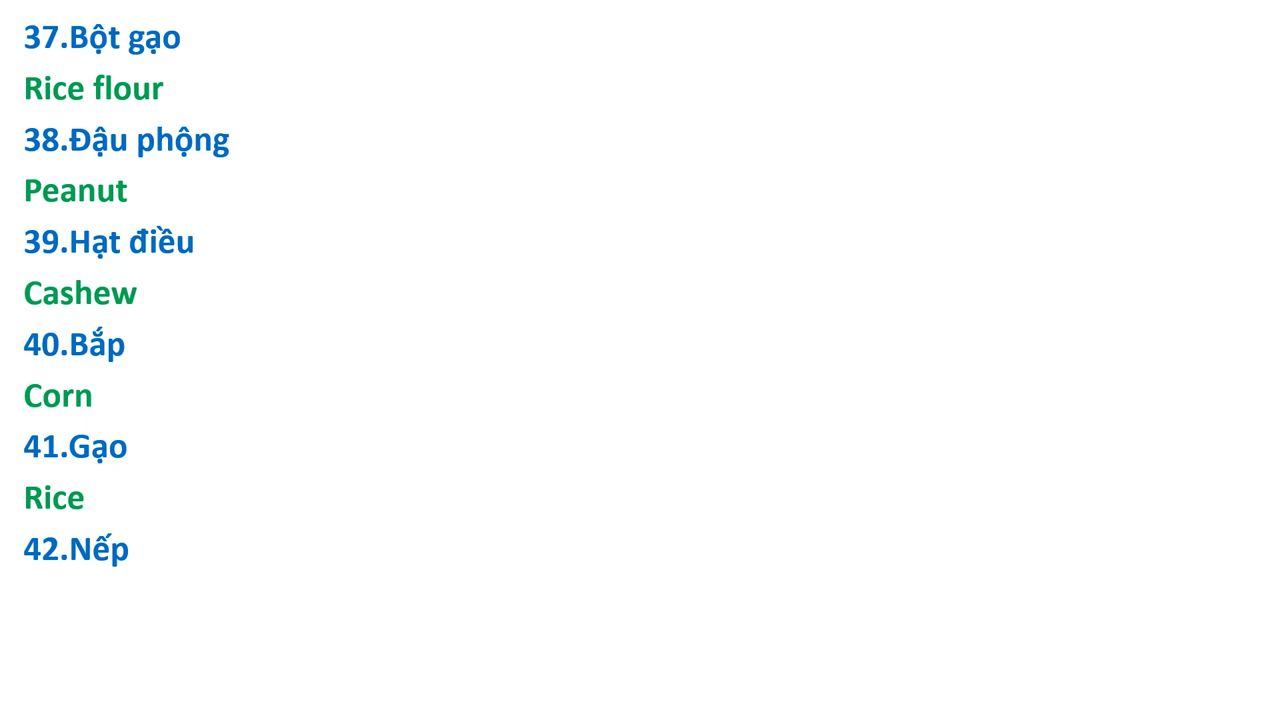 37.Bột gạo
Rice flour
38.Đậu phộng
Peanut
39.Hạt điều
Cashew
40.Bắp
Corn
41.Gạo
Rice
42.Nếp